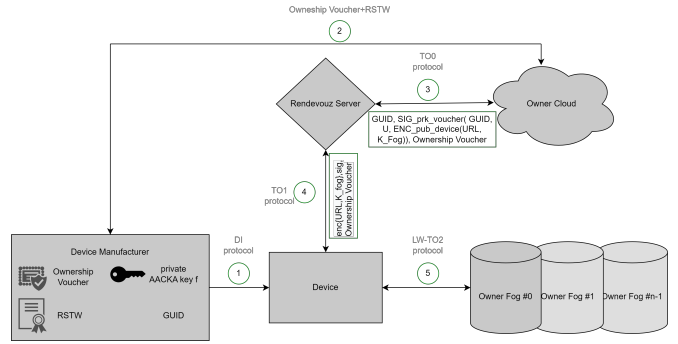 Owneship Voucher+RSTW
2
TO0
protocol
3
Rendevouz Server
Owner Cloud
GUID, SIG_prk_voucher( GUID,
U, ENC_pub_device(URL,
K_Fog)), Ownership Voucher
TO1
protocol
4
enc(URL,K_fog),sig,
Ownership Voucher
Device Manufacturer
Ownership
Voucher
private
AACKA key f
RSTW
GUID
DI
protocol
1
Device
LW-TO2
protocol
5
Owner Fog #0
Owner Fog #1
Owner Fog #n-1